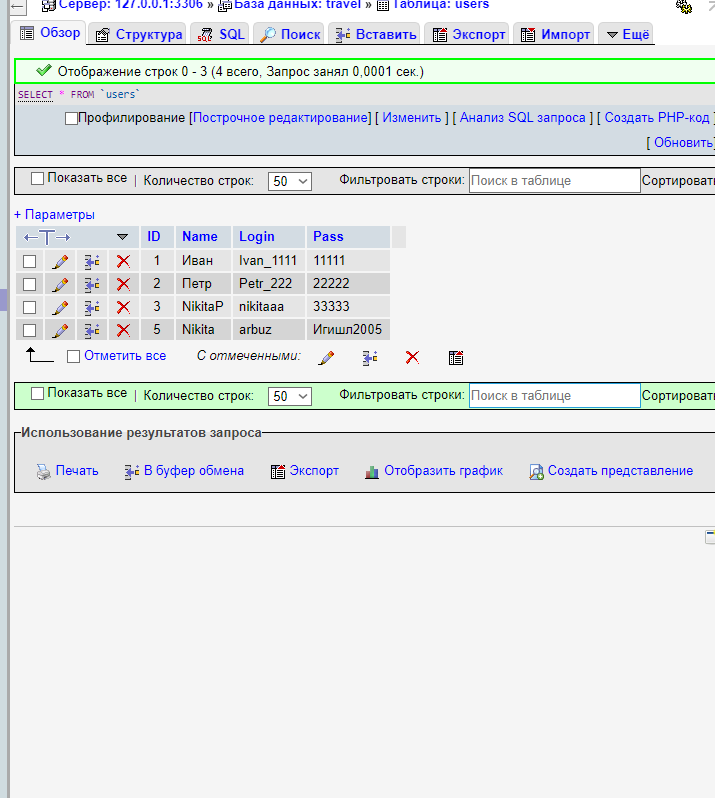 Сервер: 127.0.0.1:3306 » База данных: travel » Таблица: users
Обзор Структура SQL Поиск Вставить Экспорт Импорт Ещё
Отображение строк 0 - 3 (4 всего, Запрос занял 0,0001 сек.)
SELECT * FROM `users`
Профилирование [Построчное редактирование] [ Изменить ] [ Анализ SQL запроса ] [ Создать PHP-код ]
[ Обновить]
Показать все | Количество строк: 50 Фильтровать строки: Поиск в таблице Сортировать
+ Параметры
←T→ ID Name Login Pass
1 Иван Ivan_1111 11111
2 Петр Petr_222 22222
3 NikitaP nikitaaa 33333
5 Nikita arbuz Игишл2005
Отметить все С отмеченными:
Показать все | Количество строк: 50 Фильтровать строки: Поиск в таблице Сортировать
Использование результатов запроса
Печать В буфер обмена Экспорт Отобразить график Создать представление